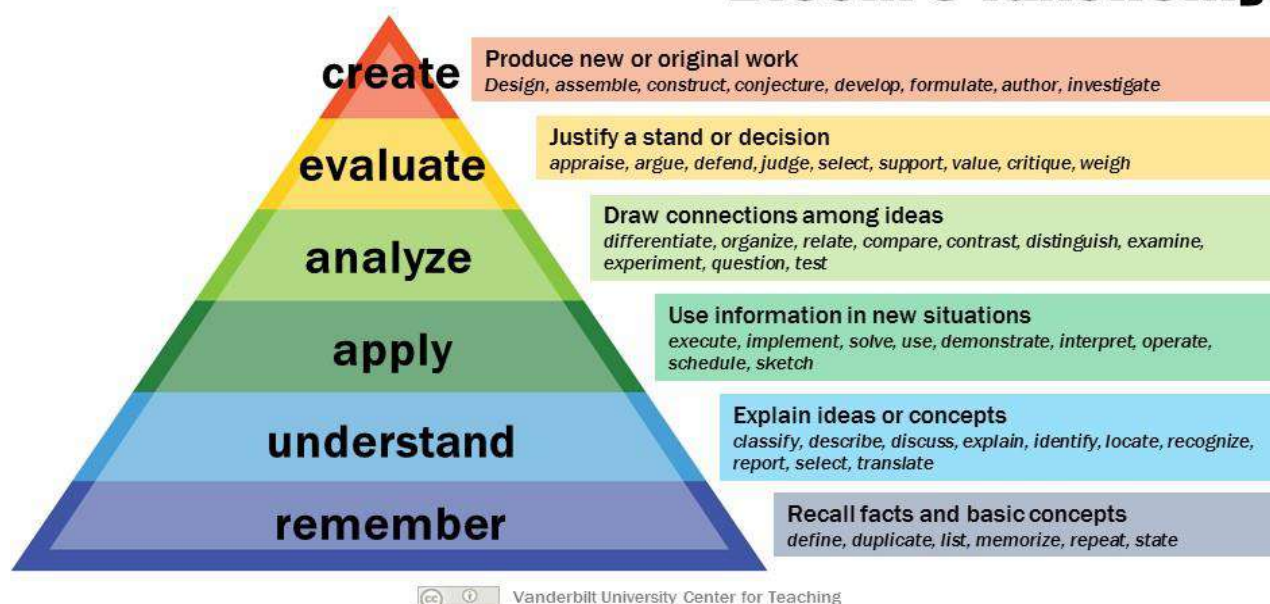 create
Produce new or original work
Design, assemble, construct, conjecture, develop, formulate, author, investigate
evaluate
Justify a stand or decision
appraise, argue, defend, judge, select, support, value, critique, weigh
analyze
Draw connections among ideas
differentiate, organize, relate, compare, contrast, distinguish, examine,
experiment, question, test
apply
Use information in new situations
execute, implement, solve, use, demonstrate, interpret, operate,
schedule, sketch
understand
Explain ideas or concepts
classify, describe, discuss, explain, identify, locate, recognize,
report, select, translate
remember
Recall facts and basic concepts
define, duplicate, list, memorize, repeat, state
cc
Vanderbilt University Center for Teaching